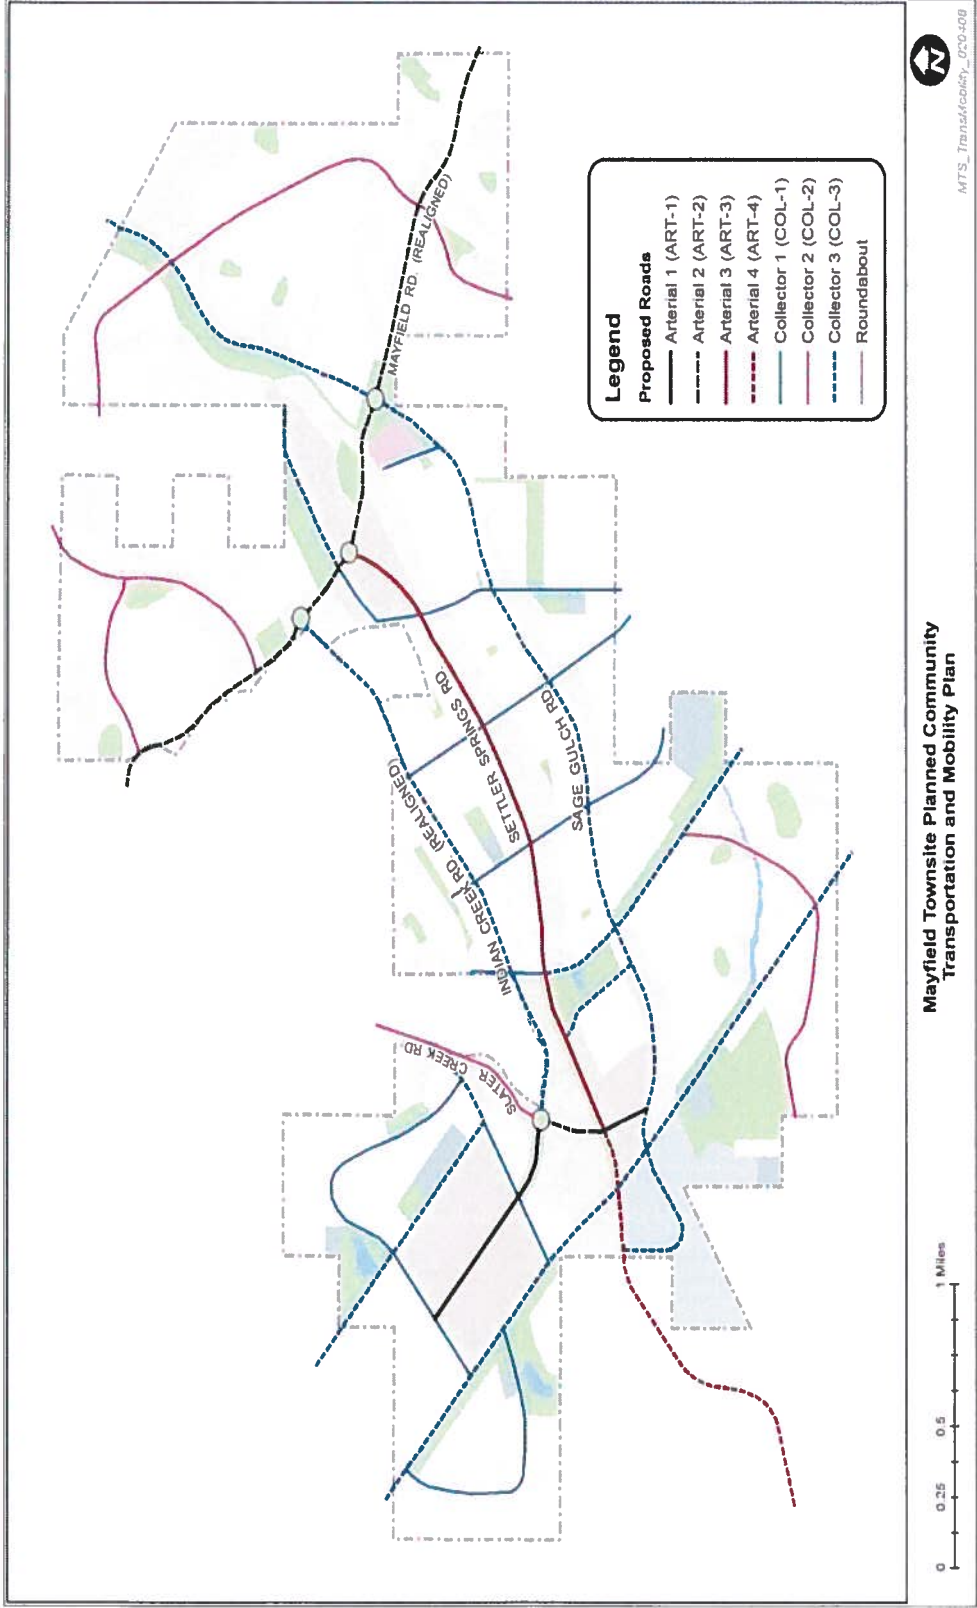 MAYFIELD RD. (REALIGNED)
INDIAN CREEK RD. (REALIGNED)
SETTLER SPRINGS RD.
SAGE GULCH RD
SLATER CREEK RD
Legend
Proposed Roads
Arterial 1 (ART-1)
Arterial 2 (ART-2)
Arterial 3 (ART-3)
Arterial 4 (ART-4)
Collector 1 (COL-1)
Collector 2 (COL-2)
Collector 3 (COL-3)
Roundabout
0 0.25 0.5 1 Miles
Mayfield Townsite Planned Community
Transportation and Mobility Plan
N
MTS_TransMobility_020408